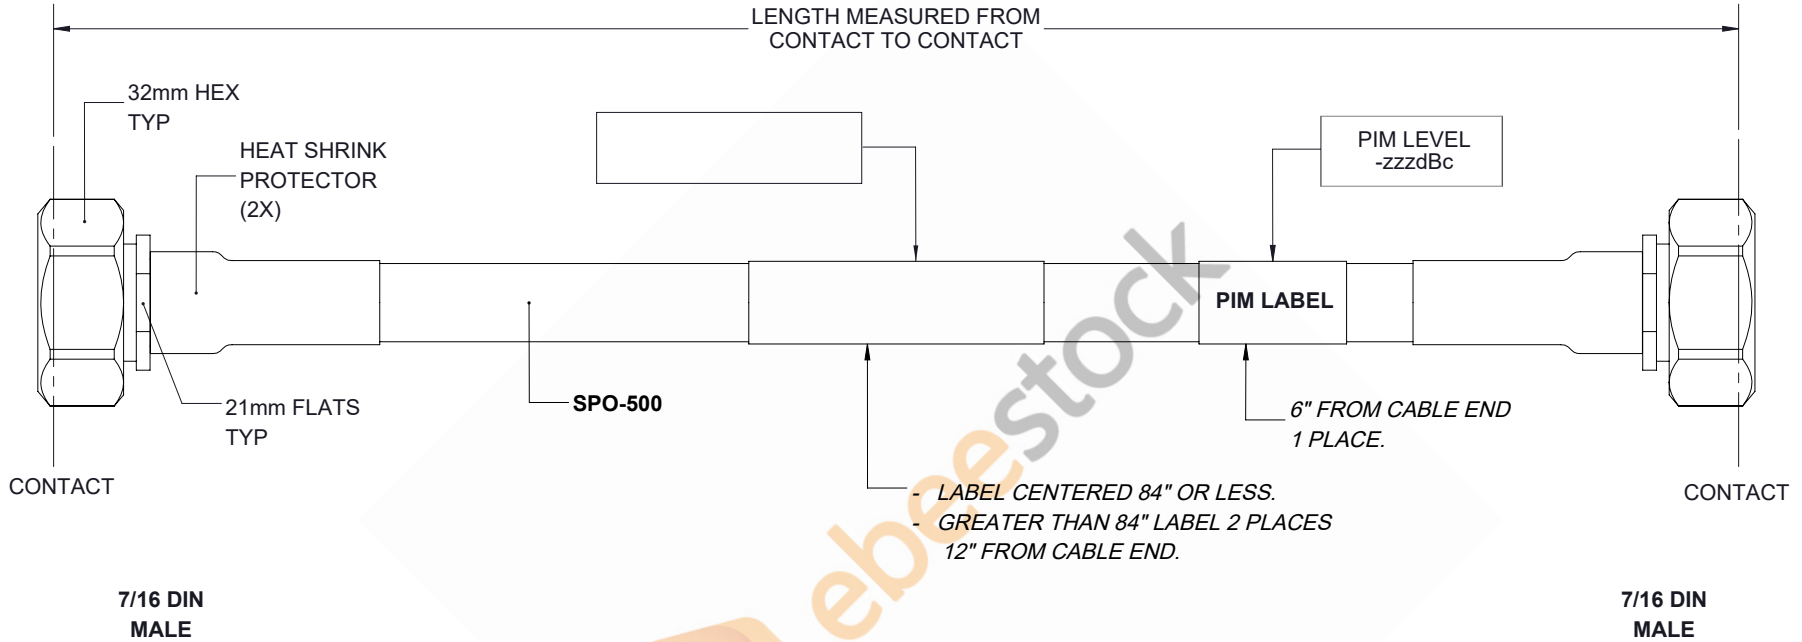 LENGTH MEASURED FROM
CONTACT TO CONTACT
32mm HEX
TYP
HEAT SHRINK
PROTECTOR
(2X)
PIM LEVEL
-zzzdBc
PIM LABEL
21mm FLATS
TYP
SPO-500
6" FROM CABLE END
1 PLACE.
CONTACT
- LABEL CENTERED 84" OR LESS.
- GREATER THAN 84" LABEL 2 PLACES
12" FROM CABLE END.
CONTACT
7/16 DIN
MALE
7/16 DIN
MALE
ebeestock